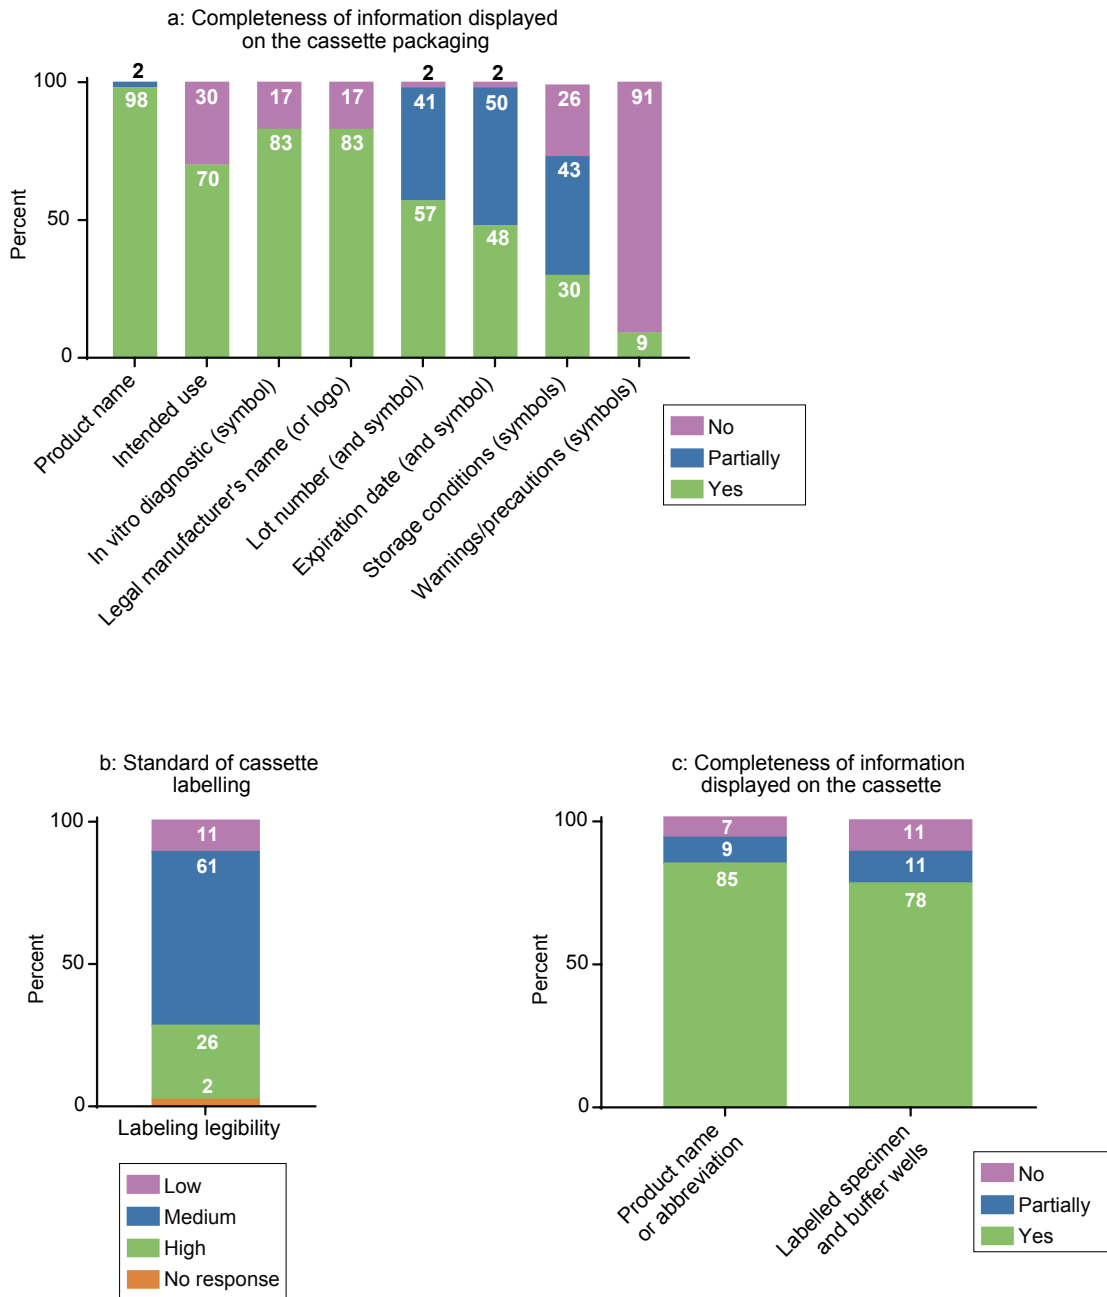 a: Completeness of information displayed
on the cassette packaging
Percent
100
50
0
2
98
30
70
17
83
17
83
2
41
57
2
50
48
26
43
30
91
9
Product name
Intended use
In vitro diagnostic (symbol)
Legal manufacturer's name (or logo)
Lot number (and symbol)
Expiration date (and symbol)
Storage conditions (symbols)
Warnings/precautions (symbols)
No
Partially
Yes
b: Standard of cassette
labelling
Percent
100
50
0
11
61
26
2
Labeling legibility
Low
Medium
High
No response
c: Completeness of information
displayed on the cassette
Percent
100
50
0
7
9
85
11
11
78
Product name
or abbreviation
Labelled specimen
and buffer wells
No
Partially
Yes